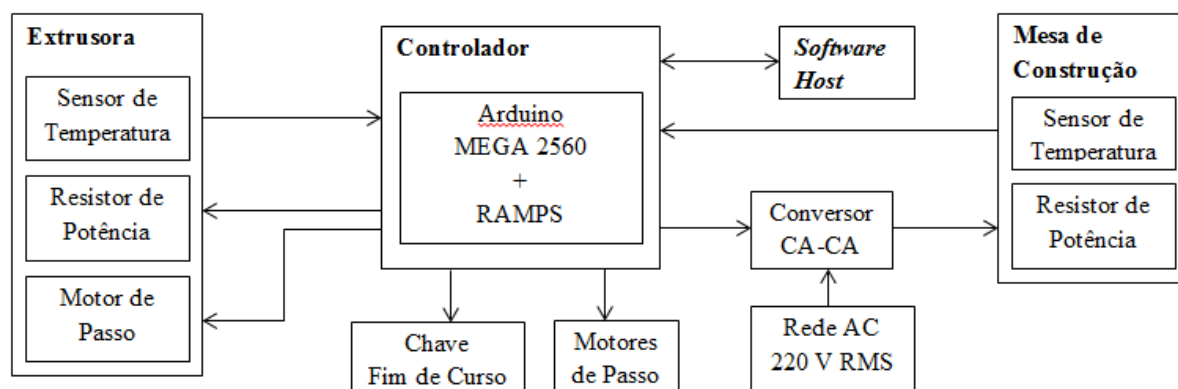 Extrusora
Sensor de
Temperatura
Resistor de
Potência
Motor de
Passo
Controlador
Arduino
MEGA 2560
+
RAMPS
Chave
Fim de Curso
Motores
de Passo
Software
Host
Conversor
CA-CA
Rede AC
220 V RMS
Mesa de
Construção
Sensor de
Temperatura
Resistor de
Potência